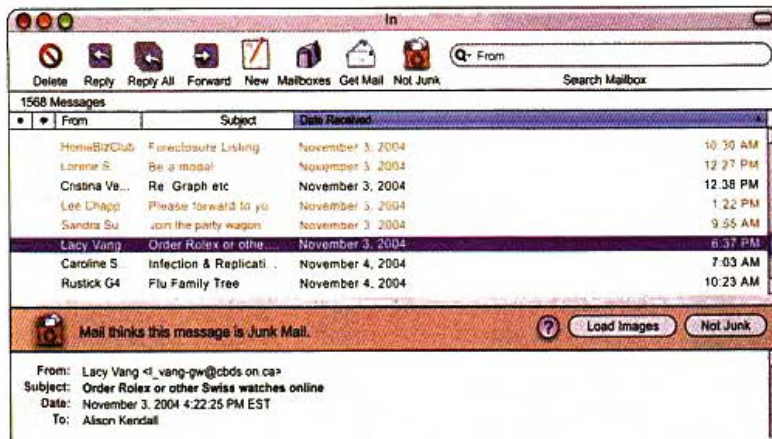 In
Delete Reply Reply All Forward New Mailboxes Get Mail Not Junk
Q- From
Search Mailbox
1568 Messages
From Subject Date Received
HomeBizClub Foreclosure Listing November 3, 2004 10:30 AM
Lorene S Be a model November 3, 2004 12:27 PM
Cristina Ve... Re Graph etc November 3, 2004 12:38 PM
Lee Chapp Please forward to yo November 3, 2004 1:22 PM
Sandra Su Join the party wagon November 3, 2004 9:55 AM
Lacy Vang Order Rolex or othe.... November 3, 2004 6:37 PM
Caroline S. Infection & Replicati... November 4, 2004 7:03 AM
Rustick G4 Flu Family Tree November 4, 2004 10:23 AM
Mail thinks this message is Junk Mail. ? Load Images Not Junk
From: Lacy Vang <l_vang-gw@cbds.on.ca>
Subject: Order Rolex or other Swiss watches online
Date: November 3, 2004 4:22:25 PM EST
To: Alison Kendall